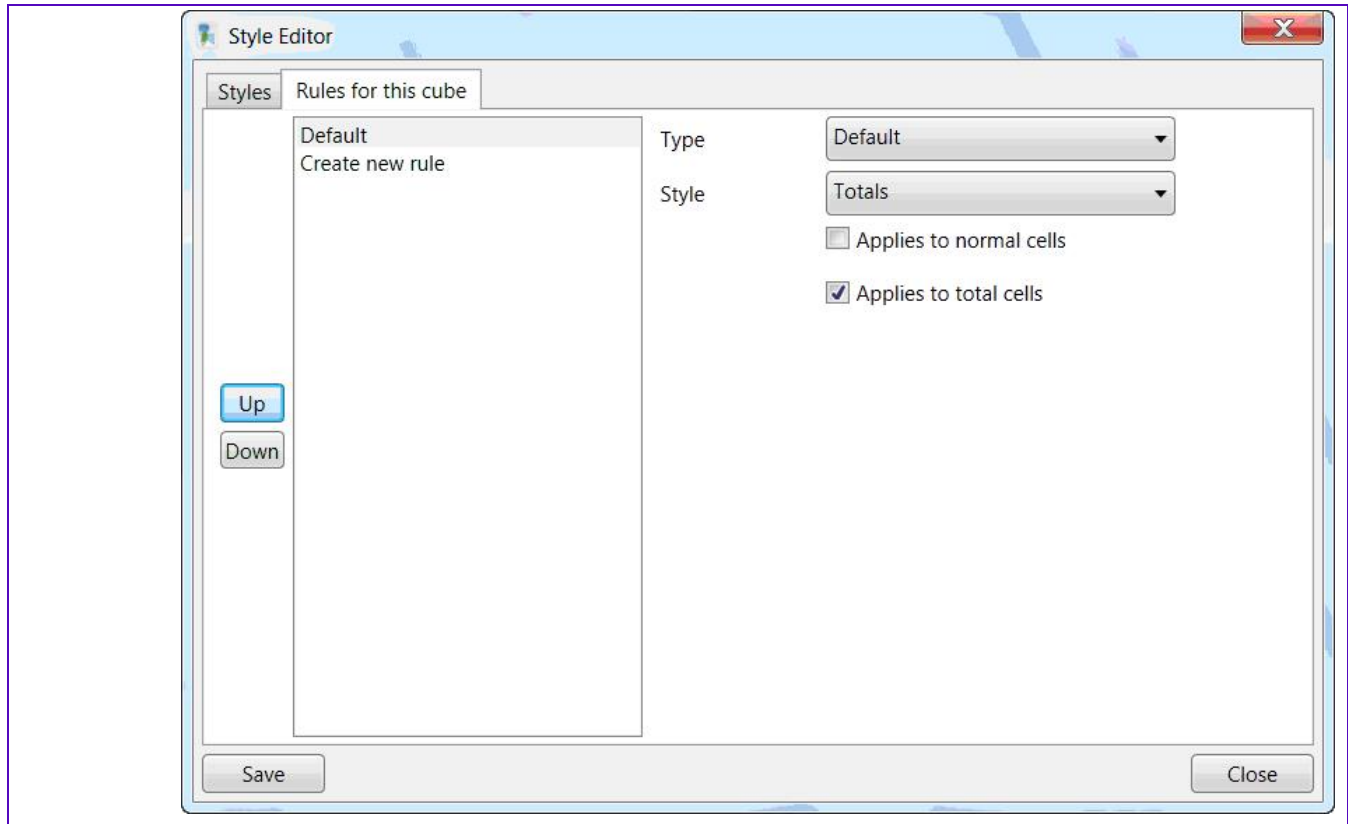 Style Editor
X
Styles
Rules for this cube
Default
Create new rule
Type
Default
Style
Totals
Applies to normal cells
Applies to total cells
Up
Down
Save
Close